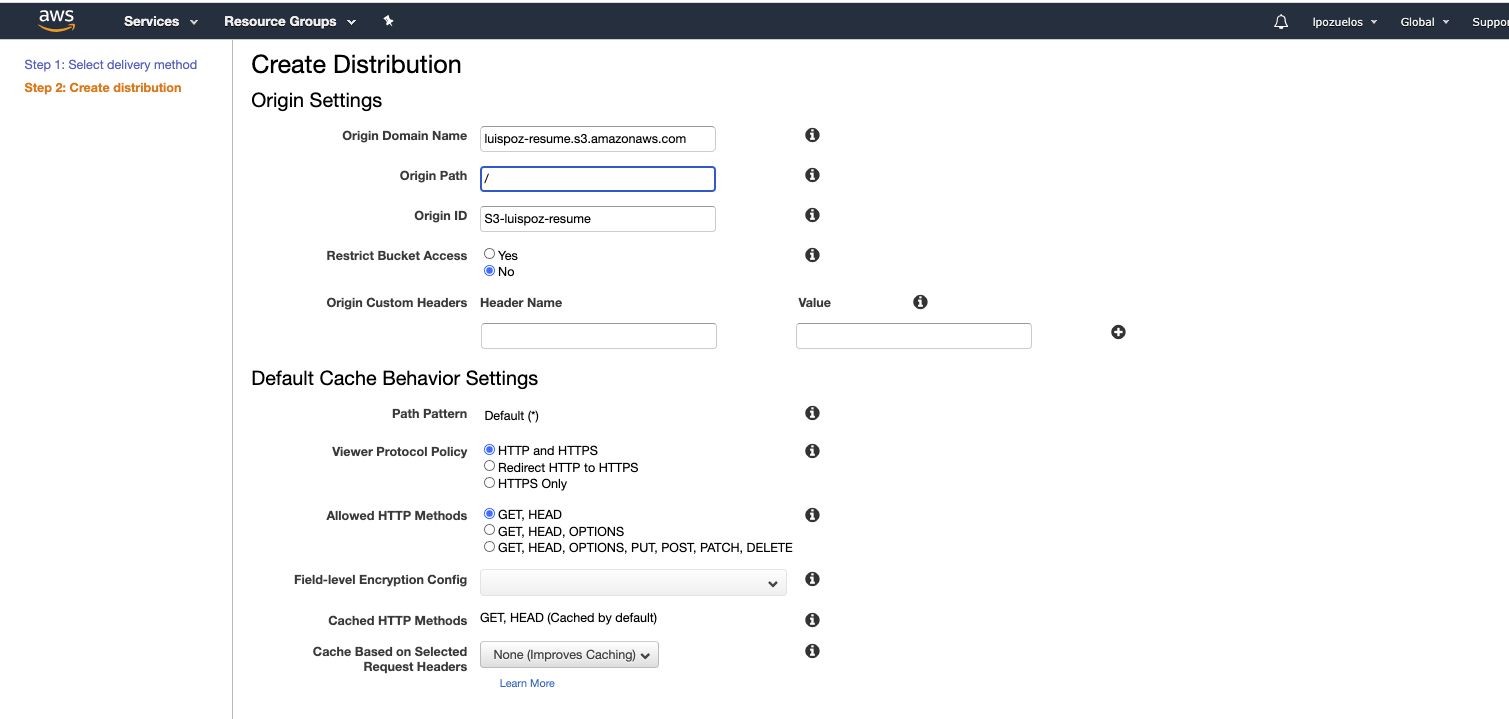 aws Services Resource Groups lpozuelos Global Suppor
Step 1: Select delivery method
Step 2: Create distribution
Create Distribution
Origin Settings
Origin Domain Name luispoz-resume.s3.amazonaws.com
Origin Path /
Origin ID S3-luispoz-resume
Restrict Bucket Access Yes
No
Origin Custom Headers Header Name Value
Default Cache Behavior Settings
Path Pattern Default (*)
Viewer Protocol Policy HTTP and HTTPS
Redirect HTTP to HTTPS
HTTPS Only
Allowed HTTP Methods GET, HEAD
GET, HEAD, OPTIONS
GET, HEAD, OPTIONS, PUT, POST, PATCH, DELETE
Field-level Encryption Config
Cached HTTP Methods GET, HEAD (Cached by default)
Cache Based on Selected
Request Headers None (Improves Caching)
Learn More